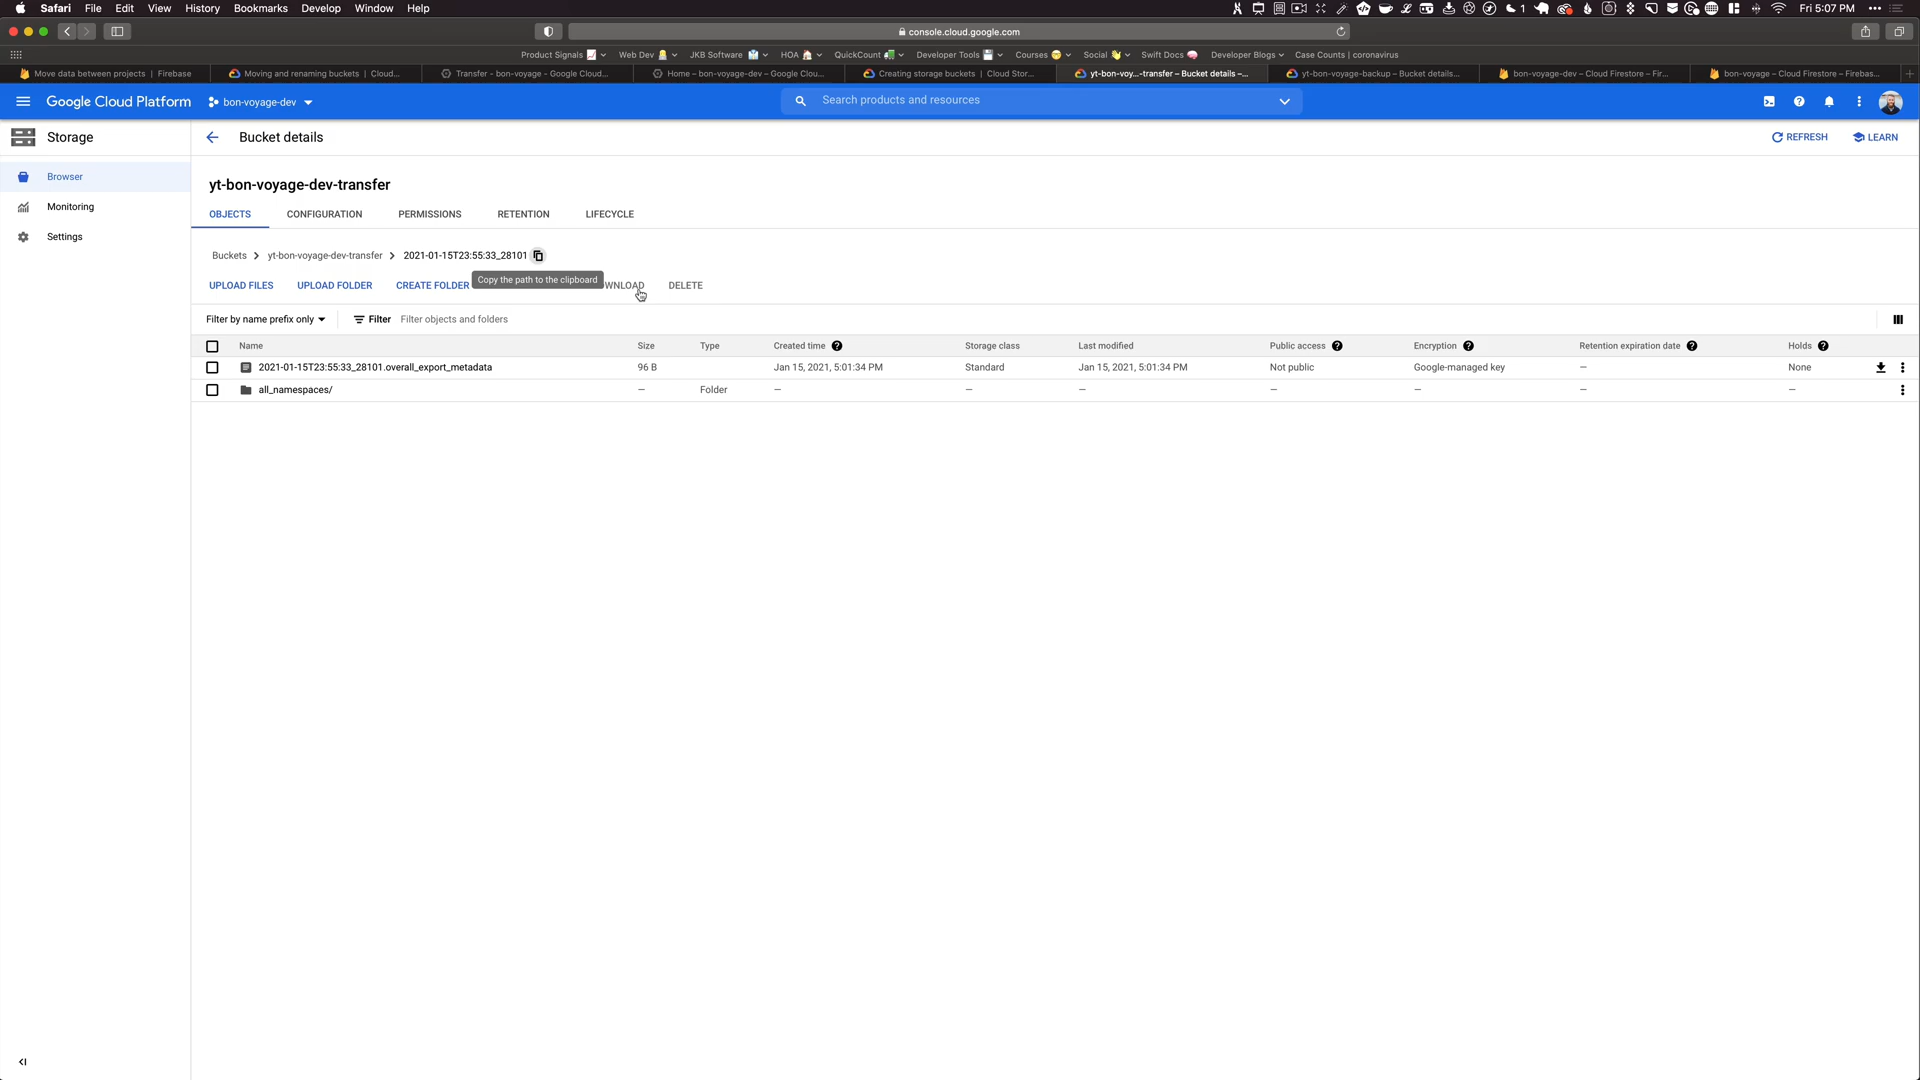 Safari File Edit View History Bookmarks Develop Window Help 1 Fri 5:07 PM
console.cloud.google.com
Product Signals Web Dev JKB Software HOA QuickCount Developer Tools Courses Social Swift Docs Developer Blogs Case Counts | coronavirus
Move data between projects | Firebase Moving and renaming buckets | Cloud... Transfer - bon-voyage - Google Cloud... Home – bon-voyage-dev – Google Clou... Creating storage buckets | Cloud Stor... yt-bon-voy...-transfer – Bucket details –... yt-bon-voyage-backup – Bucket details... bon-voyage-dev – Cloud Firestore – Fir... bon-voyage – Cloud Firestore – Firebas...
Google Cloud Platform bon-voyage-dev Search products and resources
Storage Bucket details REFRESH LEARN
Browser
Monitoring
Settings
yt-bon-voyage-dev-transfer
OBJECTS CONFIGURATION PERMISSIONS RETENTION LIFECYCLE
Buckets > yt-bon-voyage-dev-transfer > 2021-01-15T23:55:33_28101
Copy the path to the clipboard
UPLOAD FILES UPLOAD FOLDER CREATE FOLDER WNLOAD DELETE
Filter by name prefix only Filter Filter objects and folders
Name Size Type Created time Storage class Last modified Public access Encryption Retention expiration date Holds
2021-01-15T23:55:33_28101.overall_export_metadata 96 B Jan 15, 2021, 5:01:34 PM Standard Jan 15, 2021, 5:01:34 PM Not public Google-managed key — None
all_namespaces/ — Folder — — — — — — —